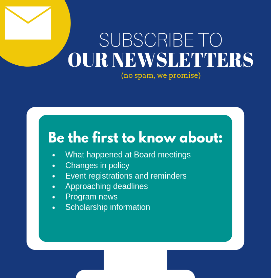 SUBSCRIBE TO
OUR NEWSLETTERS
(no spam, we promise)
Be the first to know about:
• What happened at Board meetings
• Changes in policy
• Event registrations and reminders
• Approaching deadlines
• Program news
• Scholarship information